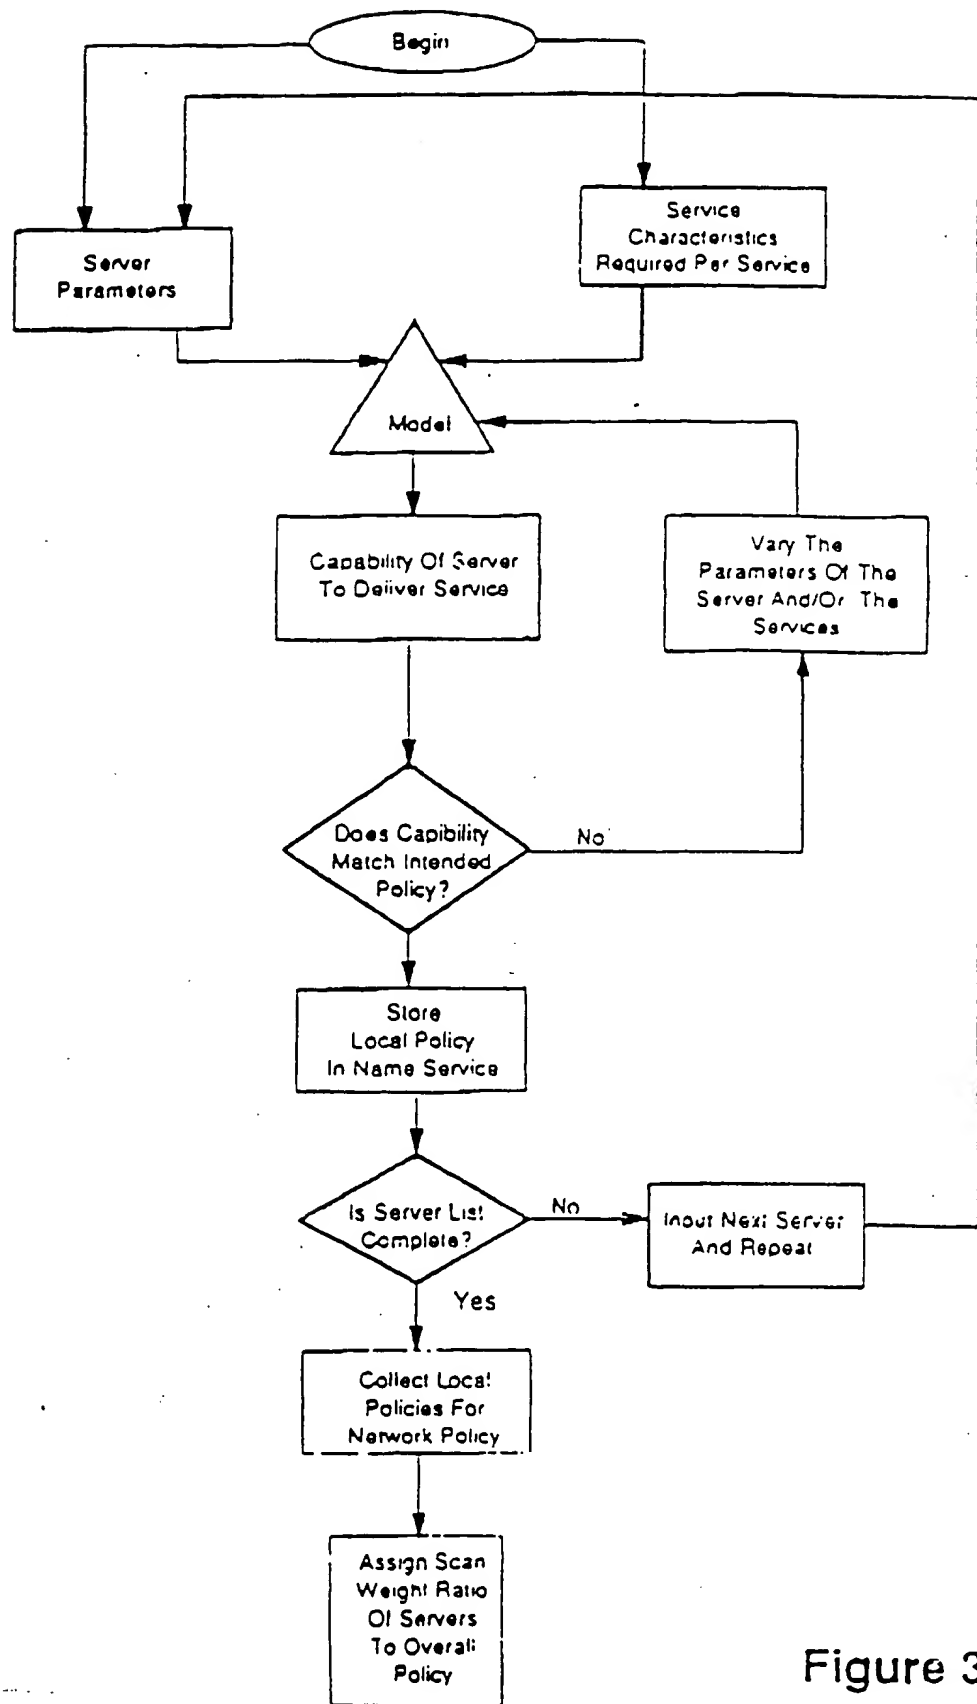 Begin
Service
Characteristics
Required Per Service
Server
Parameters
Model
Capability Of Server
To Deliver Service
Vary The
Parameters Of The
Server And/Or The
Services
Does Capibility
Match Intended
Policy?
No
Store
Local Policy
In Name Service
Is Server List
Complete?
No
Input Next Server
And Repeat
Yes
Collect Local
Policies For
Network Policy
Assign Scan
Weight Ratio
Of Servers
To Overall
Policy
Figure 3